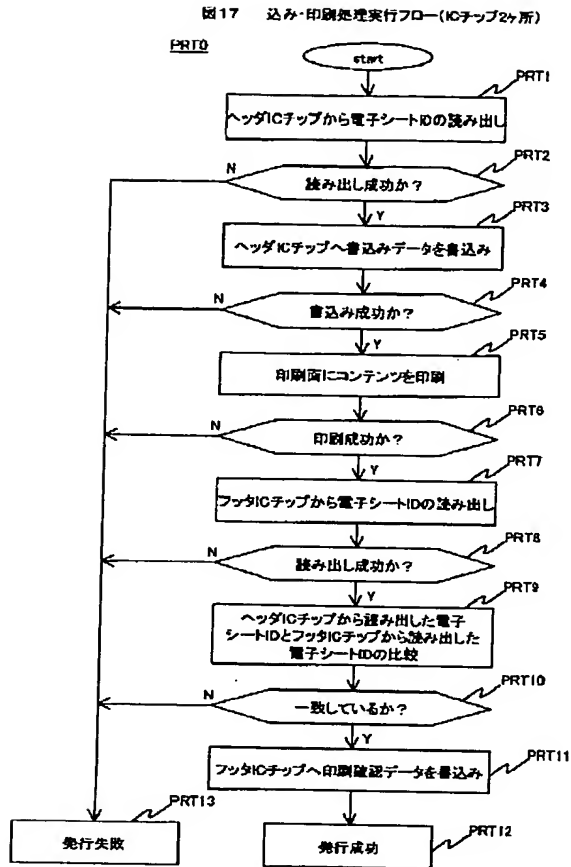 図17 込み・印刷処理実行フロー(ICチップ2ヶ所)
PRT0
start
PRT1
ヘッダICチップから電子シートIDの読み出し
PRT2
読み出し成功か?
N
Y
PRT3
ヘッダICチップへ書込みデータを書込み
PRT4
書込み成功か?
N
Y
PRT5
印刷面にコンテンツを印刷
PRT6
印刷成功か?
N
Y
PRT7
フッタICチップから電子シートIDの読み出し
PRT8
読み出し成功か?
N
Y
PRT9
ヘッダICチップから読み出した電子
シートIDとフッタICチップから読み出した
電子シートIDの比較
PRT10
一致しているか?
N
Y
PRT11
フッタICチップへ印刷確認データを書込み
PRT13
発行失敗
PRT12
発行成功